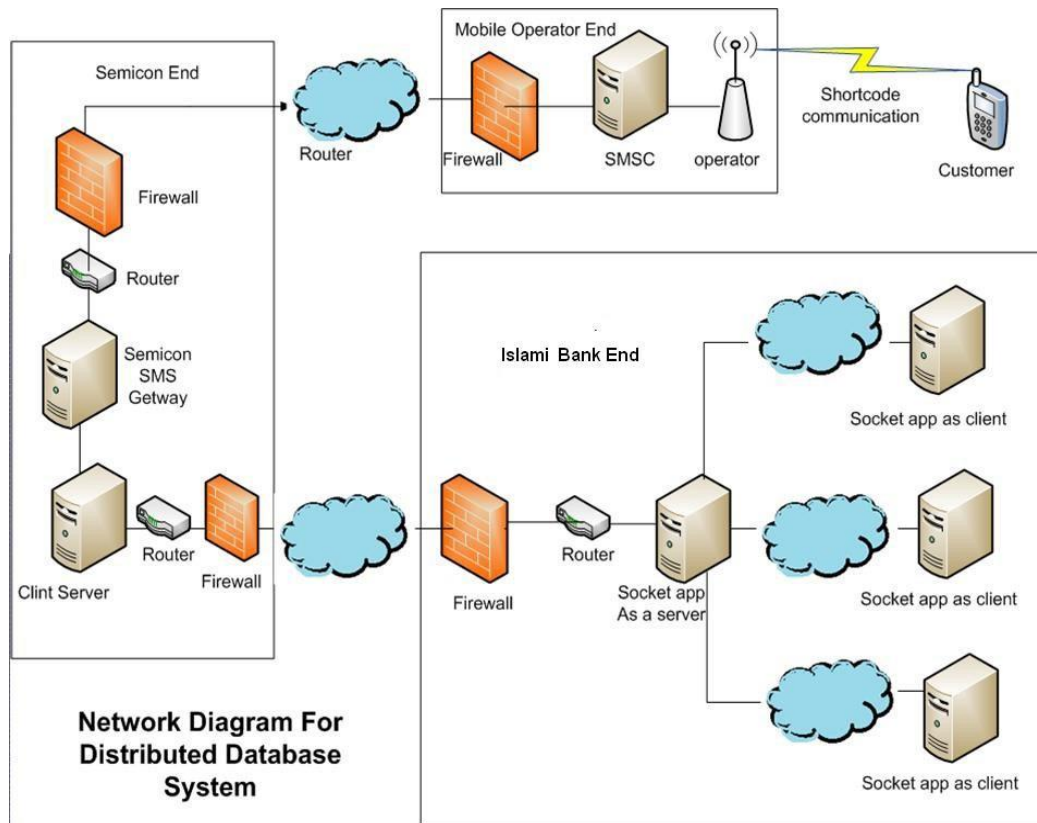 Mobile Operator End
Semicon End
Shortcode
communication
Router
Firewall
SMSC
operator
Customer
Firewall
Router
Semicon
SMS
Getway
Islami Bank End
Socket app as client
Router
Firewall
Clint Server
Firewall
Router
Socket app
As a server
Socket app as client
Network Diagram For
Distributed Database
System
Socket app as client